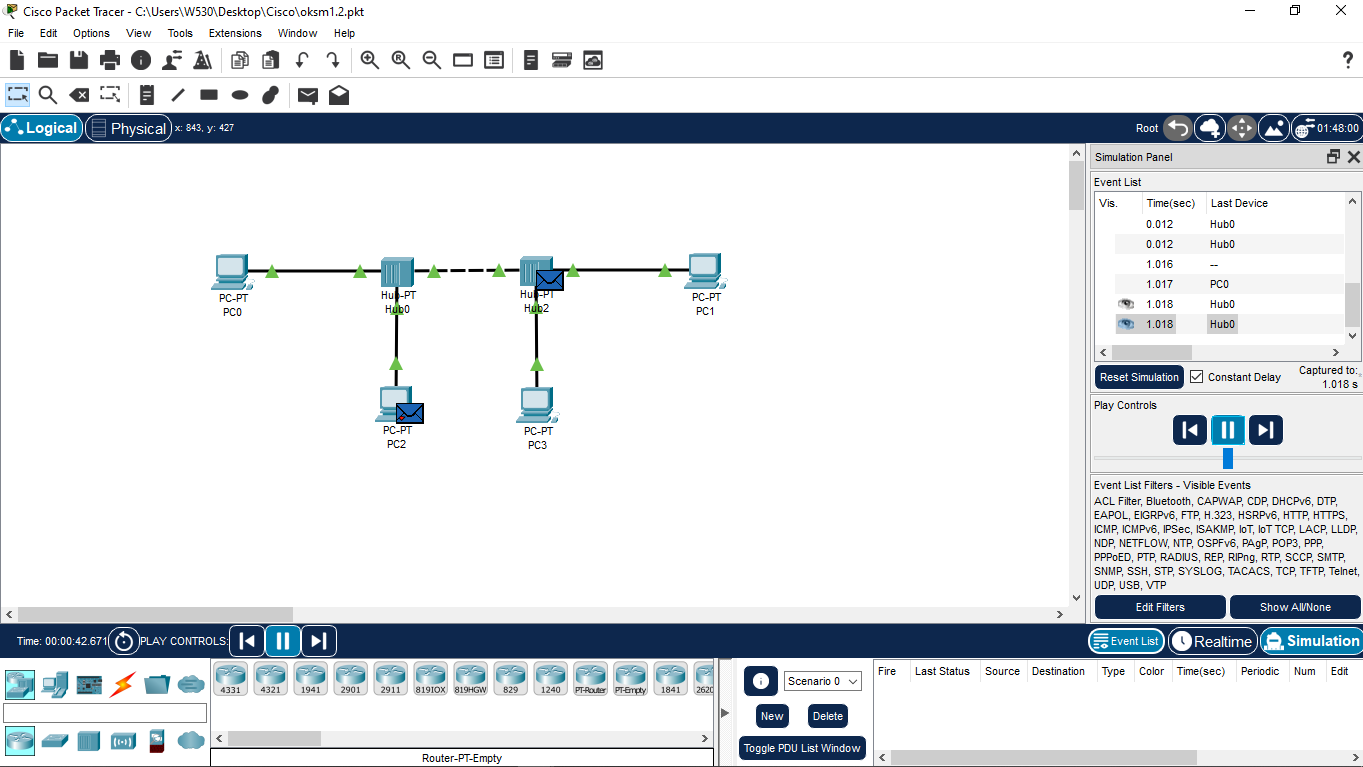 Cisco Packet Tracer - C:\Users\W530\Desktop\Cisco\oksm1.2.pkt
File Edit Options View Tools Extensions Window Help
Logical Physical x: 843, y: 427 Root 01:48:00
Simulation Panel
Event List
Vis. Time(sec) Last Device
0.012 Hub0
0.012 Hub0
1.016 --
1.017 PC0
1.018 Hub0
1.018 Hub0
Reset Simulation Constant Delay Captured to:
1.018 s
Play Controls
Event List Filters - Visible Events
ACL Filter, Bluetooth, CAPWAP, CDP, DHCPv6, DTP,
EAPOL, EIGRPv6, FTP, H.323, HSRPv6, HTTP, HTTPS,
ICMP, ICMPv6, IPSec, ISAKMP, IoT, IoT TCP, LACP, LLDP,
NDP, NETFLOW, NTP, OSPFv6, PAgP, POP3, PPP,
PPPoED, PTP, RADIUS, REP, RIPng, RTP, SCCP, SMTP,
SNMP, SSH, STP, SYSLOG, TACACS, TCP, TFTP, Telnet,
UDP, USB, VTP
Edit Filters Show All/None
PC-PT
PC0
Hub-PT
Hub0
Hub-PT
Hub2
PC-PT
PC1
PC-PT
PC2
PC-PT
PC3
Time: 00:00:42.671 PLAY CONTROLS: Event List Realtime Simulation
4331 4321 1941 2901 2911 819IOX 819HGW 829 1240 PT-Router PT-Empty 1841 2620
Router-PT-Empty
Scenario 0
New Delete
Toggle PDU List Window
Fire Last Status Source Destination Type Color Time(sec) Periodic Num Edit